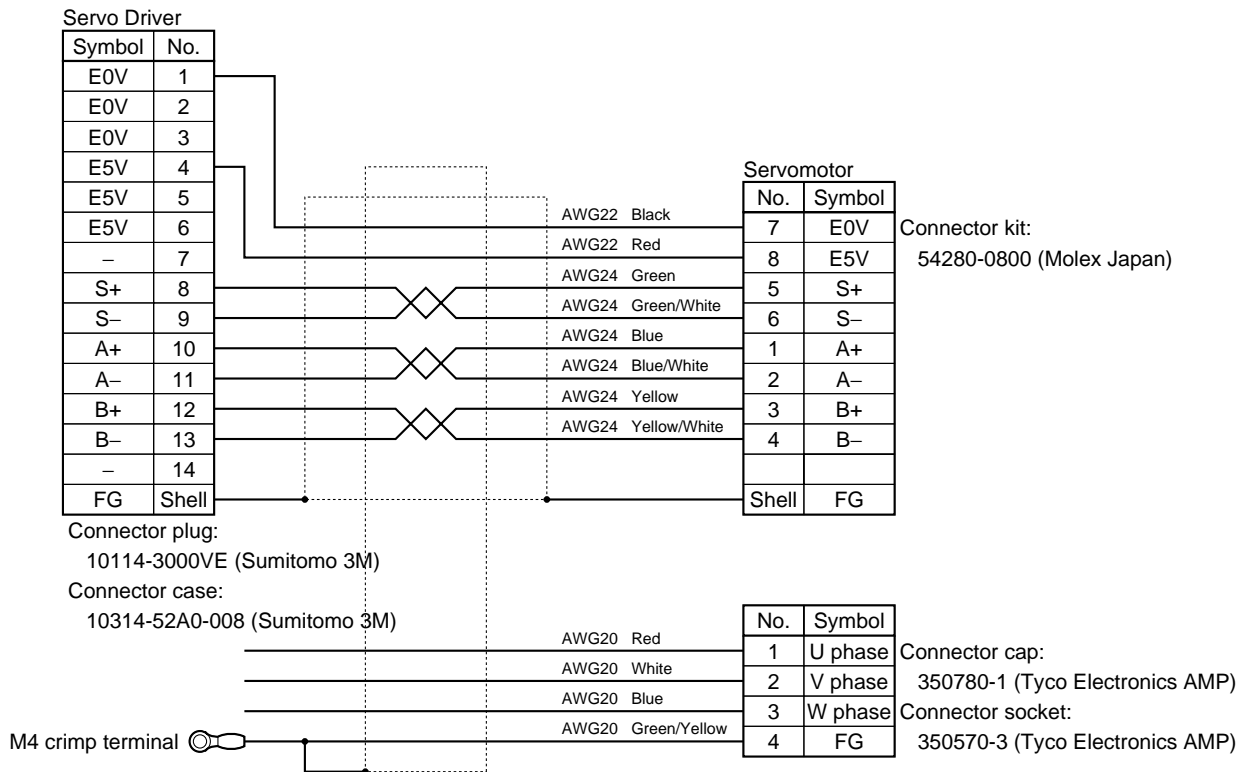 Servo Driver
Symbol No.
E0V 1
E0V 2
E0V 3
E5V 4
E5V 5
E5V 6
− 7
S+ 8
S− 9
A+ 10
A− 11
B+ 12
B− 13
− 14
FG Shell
Connector plug:
10114-3000VE (Sumitomo 3M)
Connector case:
10314-52A0-008 (Sumitomo 3M)
AWG22 Black
AWG22 Red
AWG24 Green
AWG24 Green/White
AWG24 Blue
AWG24 Blue/White
AWG24 Yellow
AWG24 Yellow/White
Servomotor
No. Symbol
7 E0V
8 E5V
5 S+
6 S−
1 A+
2 A−
3 B+
4 B−
Shell FG
Connector kit:
54280-0800 (Molex Japan)
AWG20 Red
AWG20 White
AWG20 Blue
AWG20 Green/Yellow
M4 crimp terminal
No. Symbol
1 U phase
2 V phase
3 W phase
4 FG
Connector cap:
350780-1 (Tyco Electronics AMP)
Connector socket:
350570-3 (Tyco Electronics AMP)